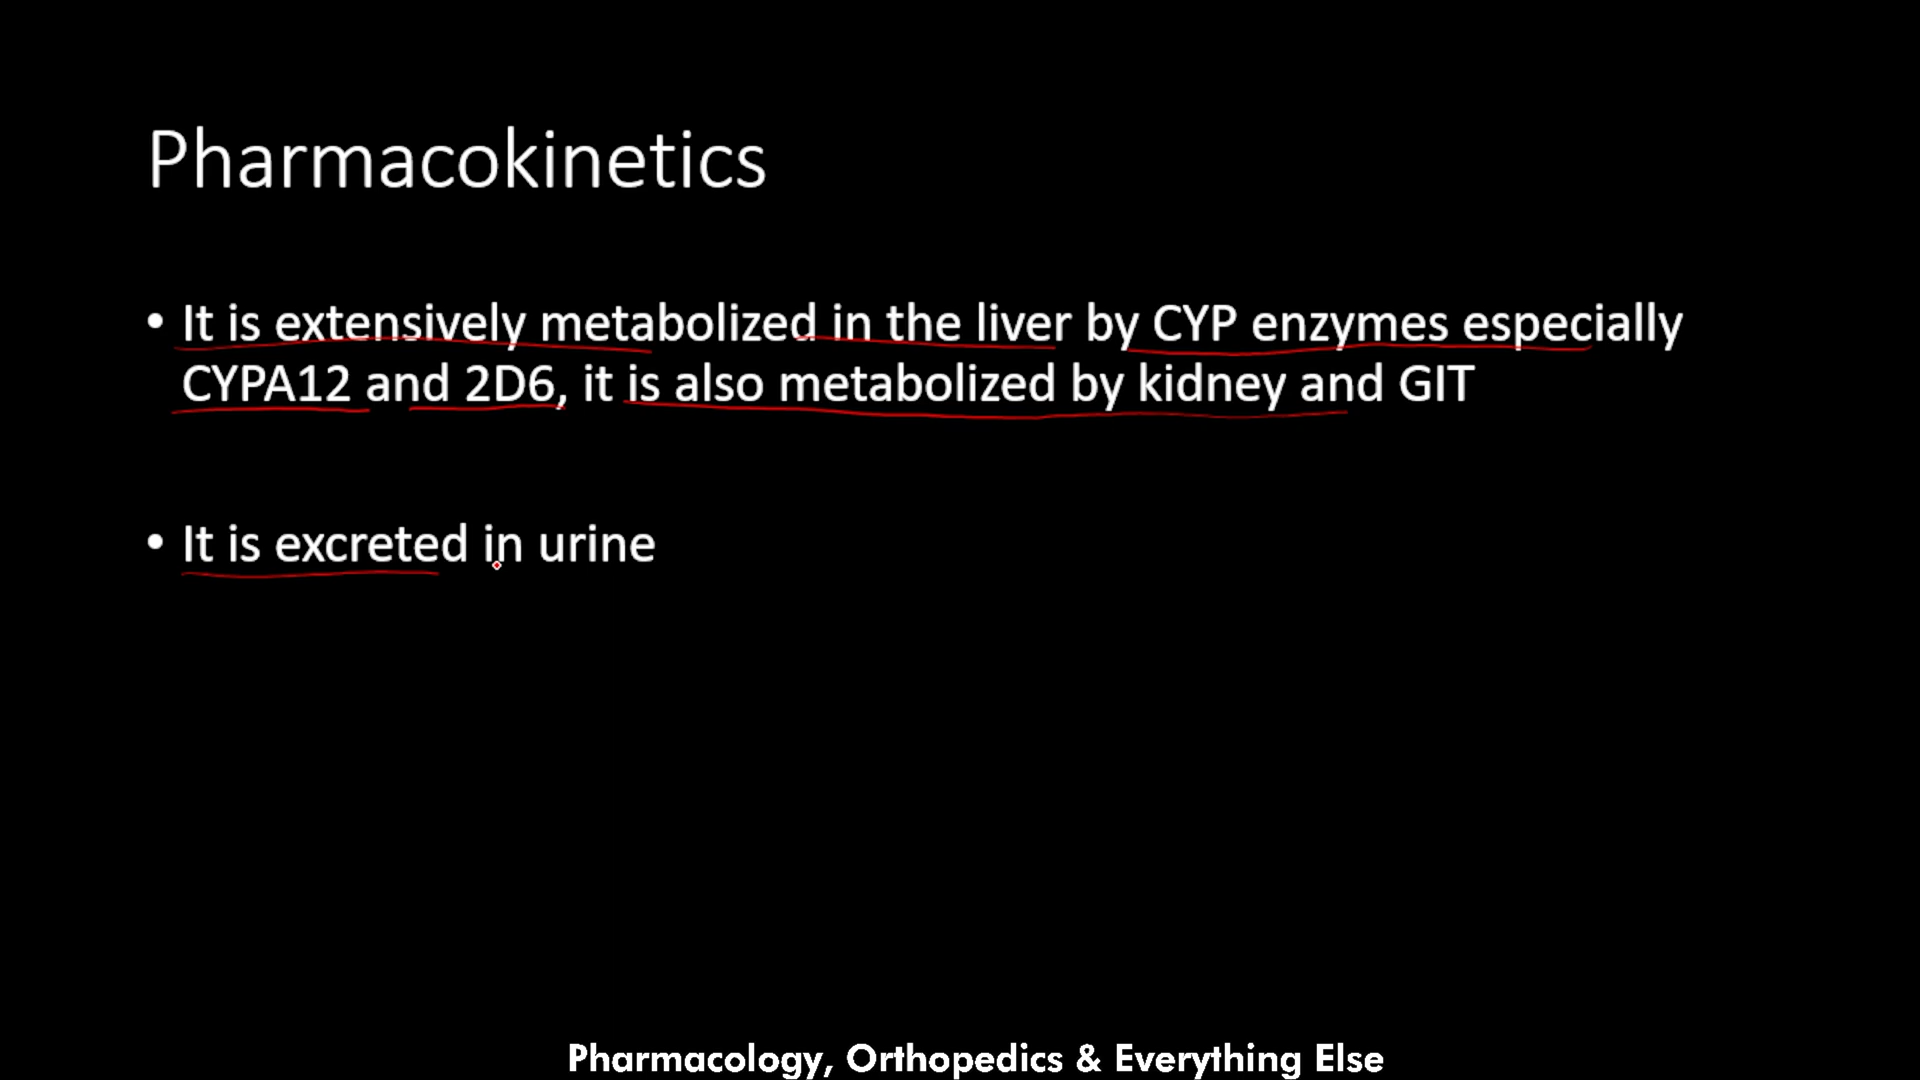 Pharmacokinetics
• It is extensively metabolized in the liver by CYP enzymes especially
CYPA12 and 2D6, it is also metabolized by kidney and GIT
• It is excreted in urine
Pharmacology, Orthopedics & Everything Else